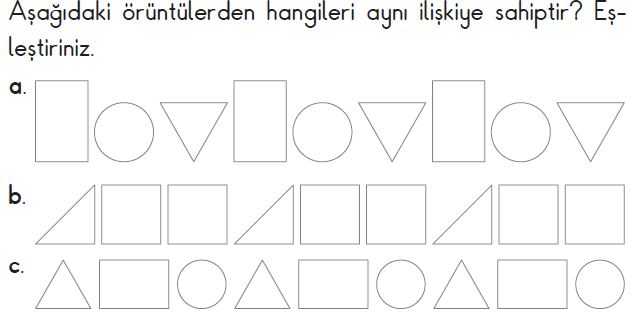 Aşağıdaki örüntülerden hangileri aynı ilişkiye sahiptir? Eş-
leştiriniz.
a.
b.
c.